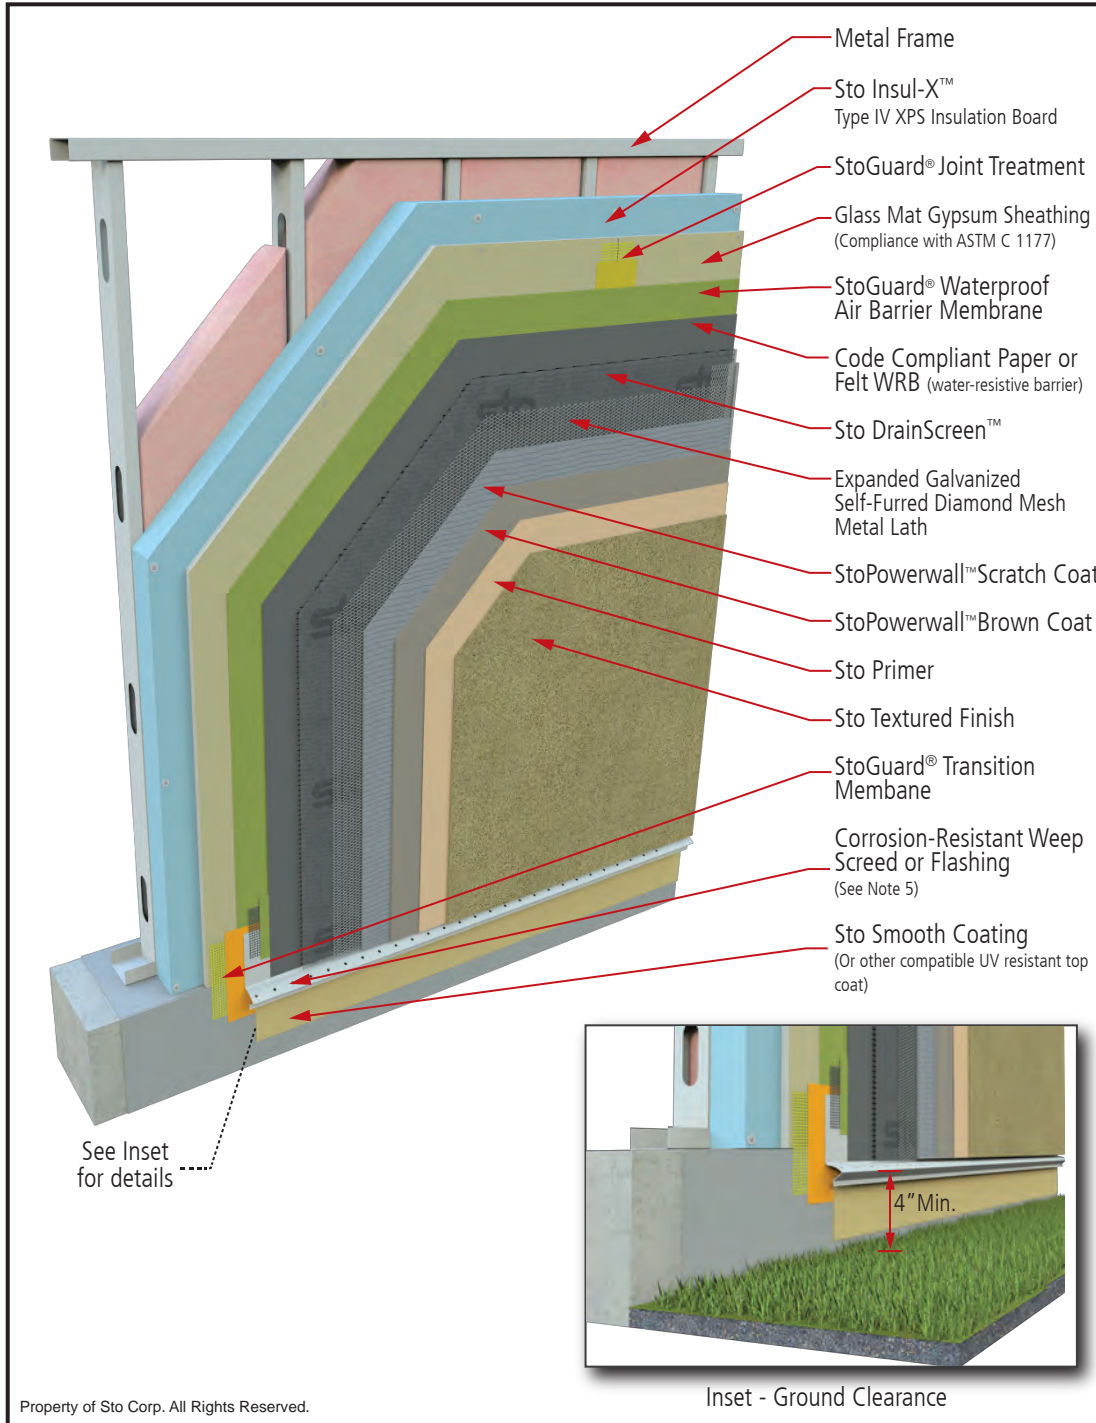 Metal Frame
Sto Insul-X™
Type IV XPS Insulation Board
StoGuard® Joint Treatment
Glass Mat Gypsum Sheathing
(Compliance with ASTM C 1177)
StoGuard® Waterproof
Air Barrier Membrane
Code Compliant Paper or
Felt WRB (water-resistive barrier)
Sto DrainScreen™
Expanded Galvanized
Self-Furred Diamond Mesh
Metal Lath
StoPowerwall™ Scratch Coat
StoPowerwall™ Brown Coat
Sto Primer
Sto Textured Finish
StoGuard® Transition
Membane
Corrosion-Resistant Weep
Screed or Flashing
(See Note 5)
Sto Smooth Coating
(Or other compatible UV resistant top
coat)
See Inset
for details
4” Min.
Inset - Ground Clearance
Property of Sto Corp. All Rights Reserved.